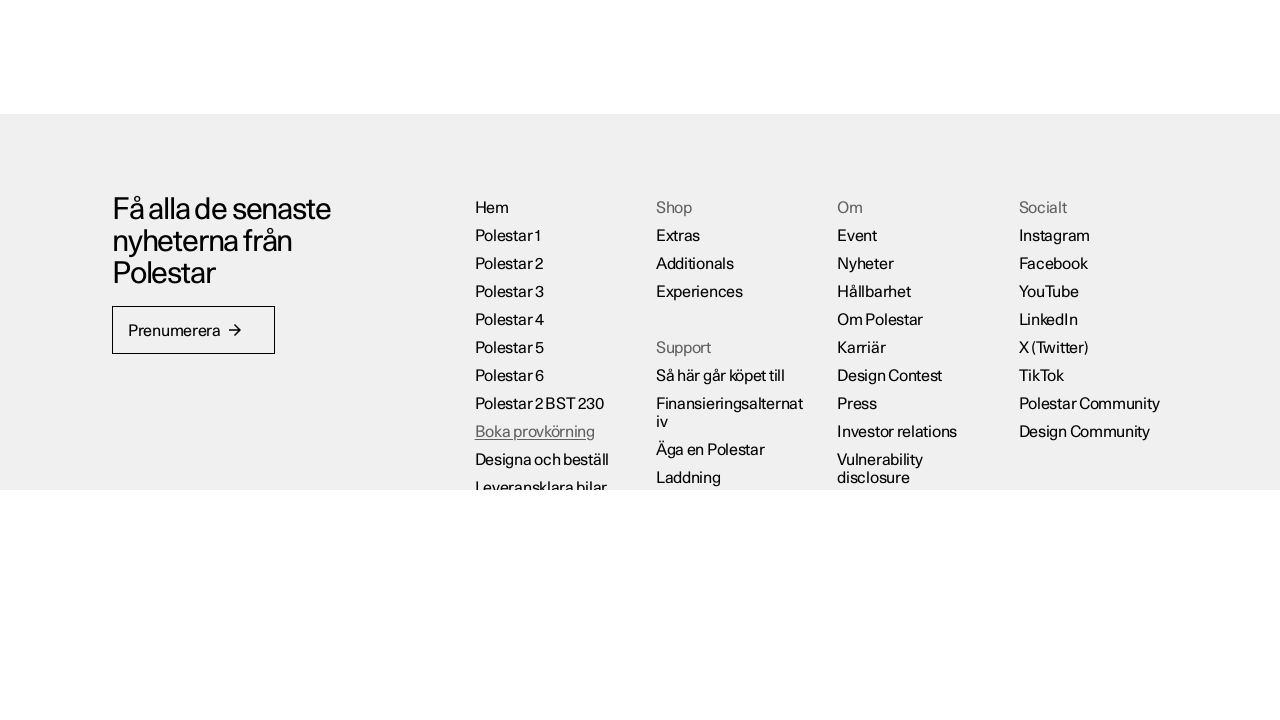 Få alla de senaste
nyheterna från
Polestar
Prenumerera
Hem
Polestar 1
Polestar 2
Polestar 3
Polestar 4
Polestar 5
Polestar 6
Polestar 2 BST 230
Boka provkörning
Designa och beställ
Leveransklara bilar
Shop
Extras
Additionals
Experiences
Support
Så här går köpet till
Finansieringsalternat
iv
Äga en Polestar
Laddning
Om
Event
Nyheter
Hållbarhet
Om Polestar
Karriär
Design Contest
Press
Investor relations
Vulnerability
disclosure
Socialt
Instagram
Facebook
YouTube
LinkedIn
X (Twitter)
TikTok
Polestar Community
Design Community